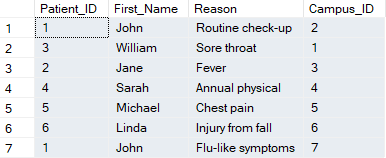 Patient_ID First_Name Reason Campus_ID
1 1 John Routine check-up 2
2 3 William Sore throat 1
3 2 Jane Fever 3
4 4 Sarah Annual physical 4
5 5 Michael Chest pain 5
6 6 Linda Injury from fall 6
7 1 John Flu-like symptoms 7